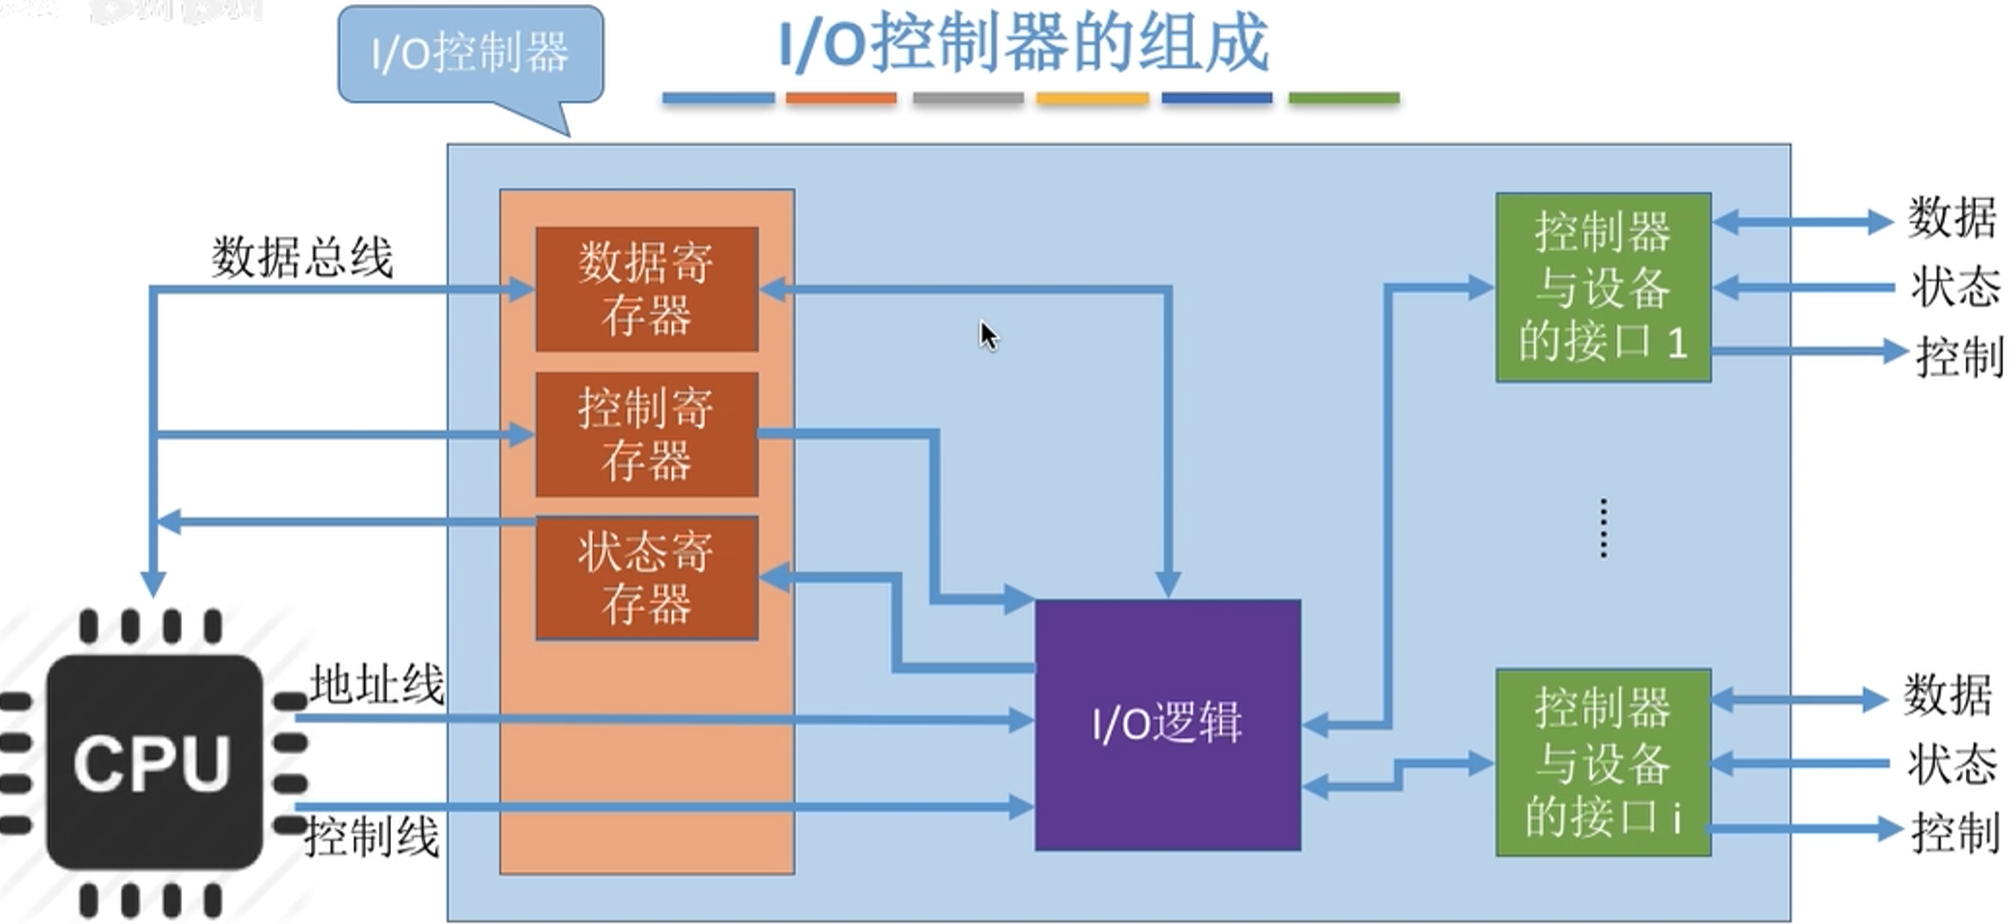 I/O控制器的组成
I/O控制器
数据总线
数据寄
存器
控制寄
存器
状态寄
存器
地址线
控制线
CPU
I/O逻辑
控制器
与设备
的接口 1
数据
状态
控制
......
控制器
与设备
的接口 i
数据
状态
控制